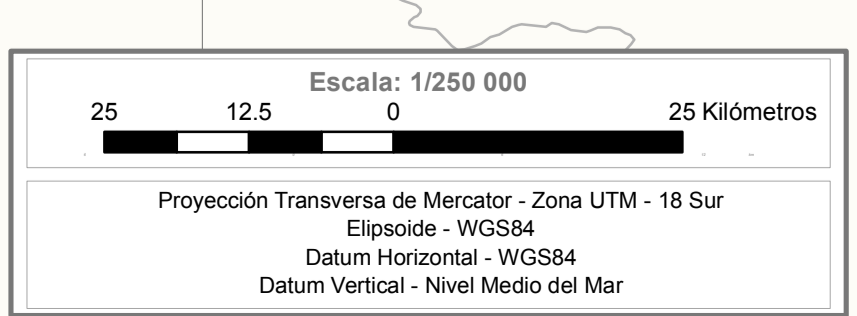 Escala: 1/250 000
25 12.5 0 25 Kilómetros
Proyección Transversa de Mercator - Zona UTM - 18 Sur
Elipsoide - WGS84
Datum Horizontal - WGS84
Datum Vertical - Nivel Medio del Mar